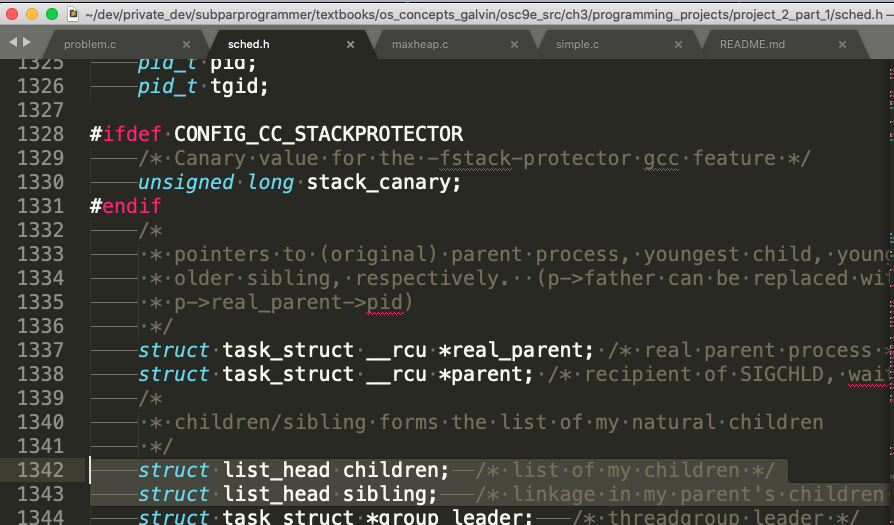 ~/dev/private_dev/subparprogrammer/textbooks/os_concepts_galvin/osc9e_src/ch3/programming_projects/project_2_part_1/sched.h —
problem.c × sched.h × maxheap.c × simple.c × README.md ×
1325 pid_t pid;
1326 pid_t tgid;
1327
1328 #ifdef CONFIG_CC_STACKPROTECTOR
1329 /* Canary value for the -fstack-protector gcc feature */
1330 unsigned long stack_canary;
1331 #endif
1332 /*
1333 * pointers to (original) parent process, youngest child, youn
1334 * older sibling, respectively. (p->father can be replaced wi
1335 * p->real_parent->pid)
1336 */
1337 struct task_struct __rcu *real_parent; /* real parent process *
1338 struct task_struct __rcu *parent; /* recipient of SIGCHLD, wai
1339 /*
1340 * children/sibling forms the list of my natural children
1341 */
1342 struct list_head children; /* list of my children */
1343 struct list_head sibling; /* linkage in my parent's children
1344 struct task_struct *group_leader; /* threadgroup leader */